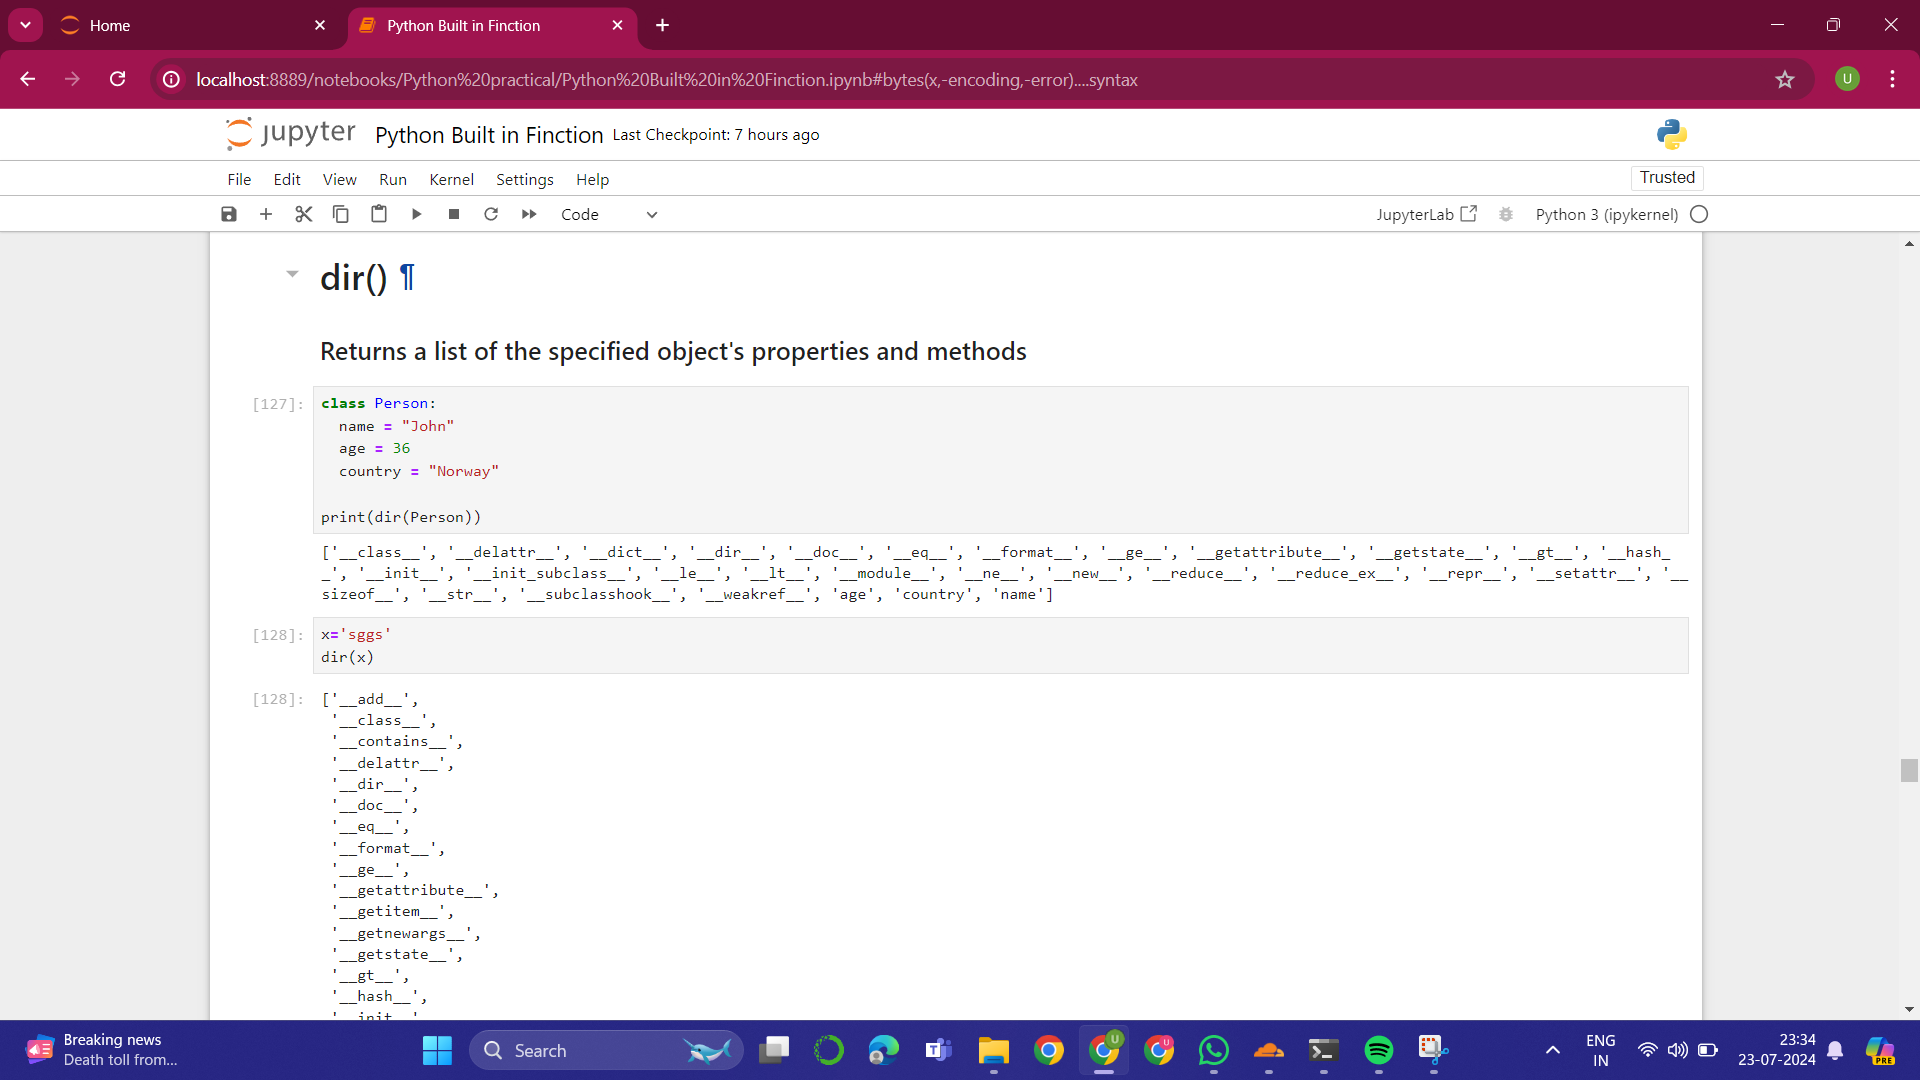 Home
Python Built in Finction
localhost:8889/notebooks/Python%20practical/Python%20Built%20in%20Finction.ipynb#bytes(x,-encoding,-error)....syntax
U
jupyter Python Built in Finction Last Checkpoint: 7 hours ago
File Edit View Run Kernel Settings Help
Trusted
Code
JupyterLab Python 3 (ipykernel)
dir() ¶
Returns a list of the specified object's properties and methods
[127]: class Person:
name = "John"
age = 36
country = "Norway"
print(dir(Person))
['__class__', '__delattr__', '__dict__', '__dir__', '__doc__', '__eq__', '__format__', '__ge__', '__getattribute__', '__getstate__', '__gt__', '__hash_
_', '__init__', '__init_subclass__', '__le__', '__lt__', '__module__', '__ne__', '__new__', '__reduce__', '__reduce_ex__', '__repr__', '__setattr__', '__
sizeof__', '__str__', '__subclasshook__', '__weakref__', 'age', 'country', 'name']
[128]: x='sggs'
dir(x)
[128]: ['__add__',
'__class__',
'__contains__',
'__delattr__',
'__dir__',
'__doc__',
'__eq__',
'__format__',
'__ge__',
'__getattribute__',
'__getitem__',
'__getnewargs__',
'__getstate__',
'__gt__',
'__hash__',
'__init__'
Breaking news
Death toll from...
Search
U
U
ENG
IN
23:34
23-07-2024
PRE